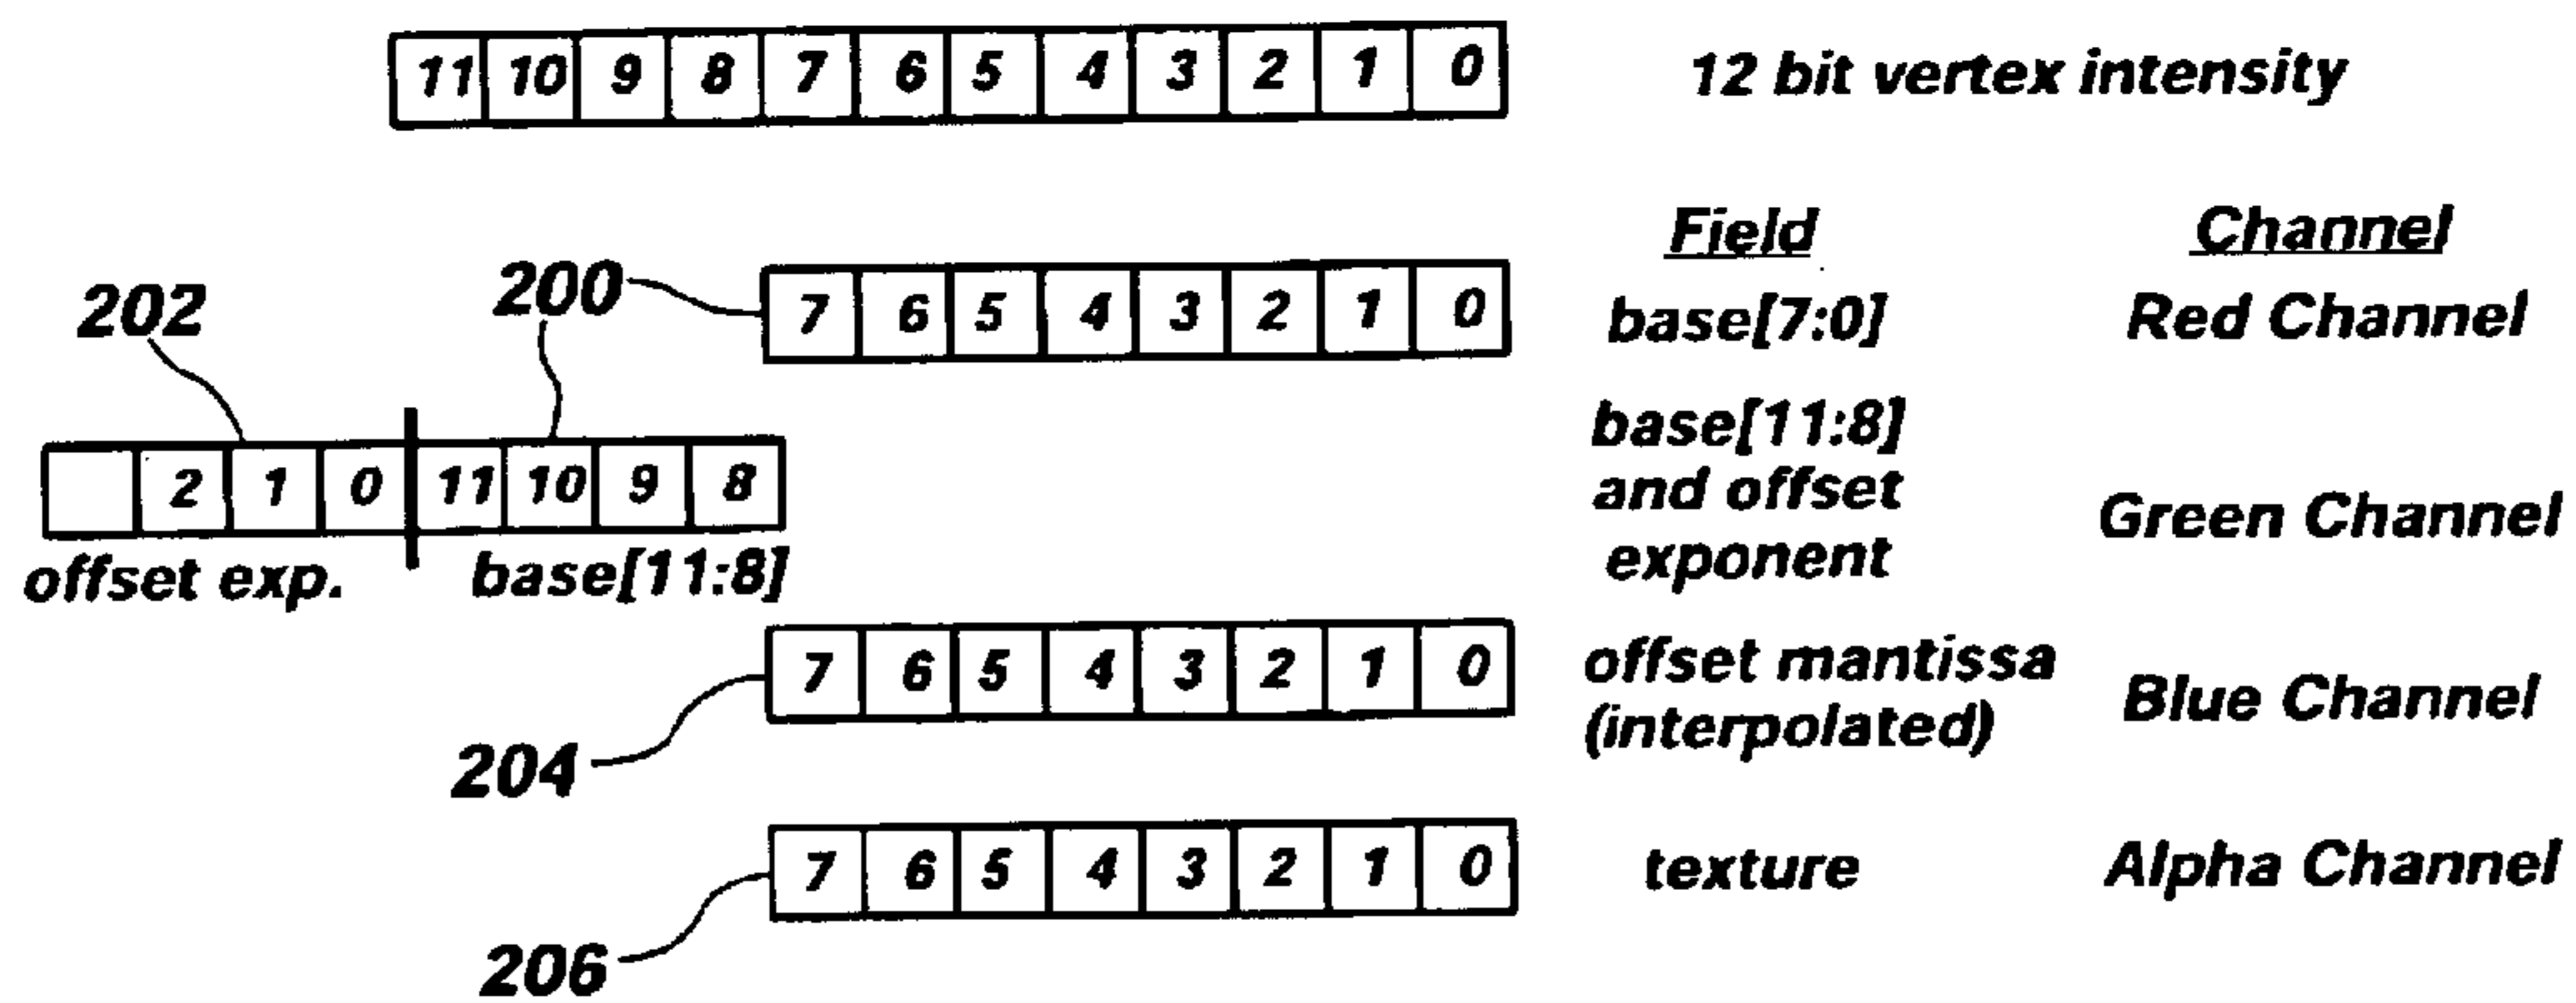 11 10 9 8 7 6 5 4 3 2 1 0 12 bit vertex intensity
Field Channel
202 200 7 6 5 4 3 2 1 0 base[7:0] Red Channel
base[11:8]
2 1 0 11 10 9 8 and offset Green Channel
offset exp. base[11:8] exponent
7 6 5 4 3 2 1 0 offset mantissa Blue Channel
204 (interpolated)
7 6 5 4 3 2 1 0 texture Alpha Channel
206